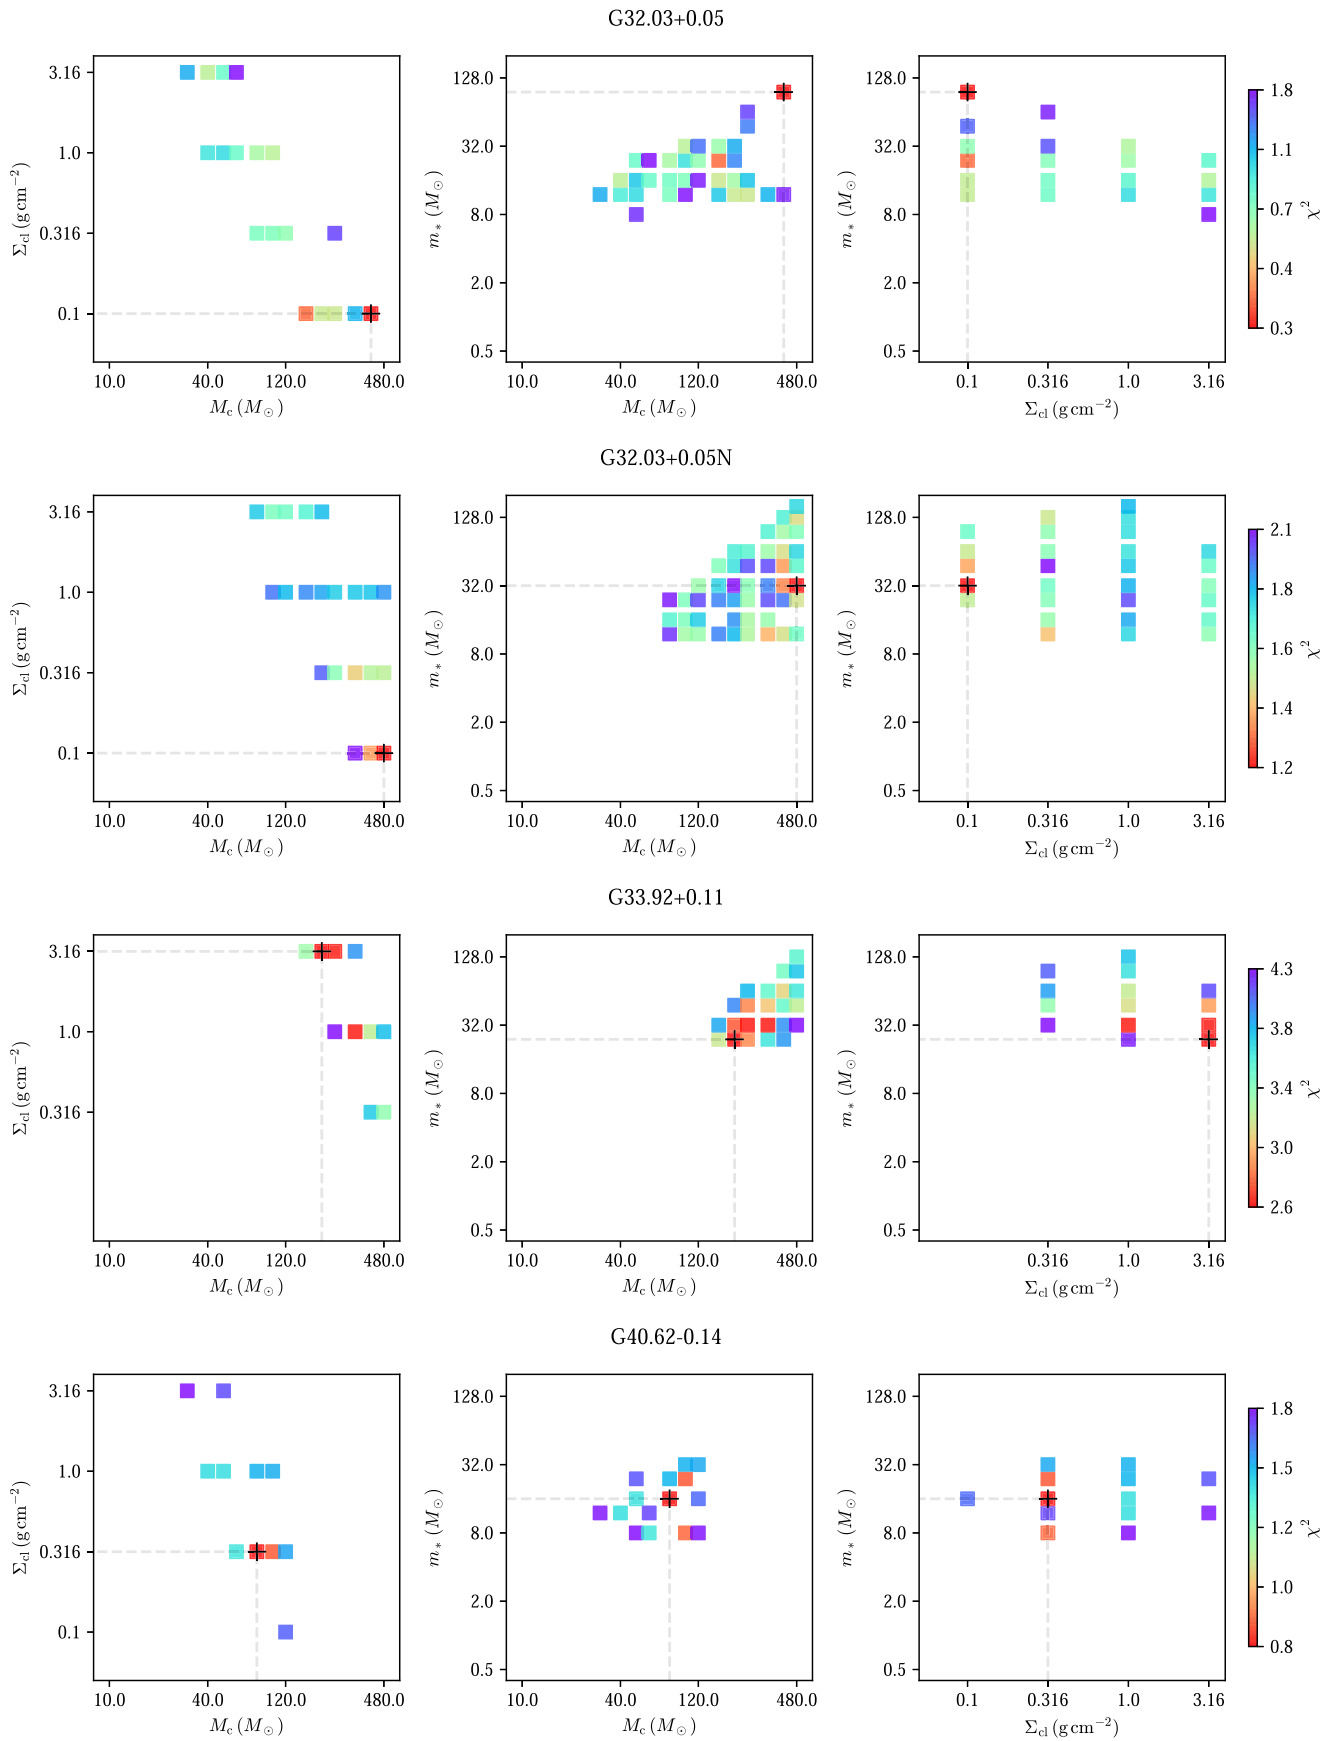 G32.03+0.05
3.16
1.0
0.316
0.1
Σcl (g cm−2)
10.0 40.0 120.0 480.0
Mc (M⊙)
128.0
32.0
8.0
2.0
0.5
m* (M⊙)
10.0 40.0 120.0 480.0
Mc (M⊙)
128.0
32.0
8.0
2.0
0.5
m* (M⊙)
0.1 0.316 1.0 3.16
Σcl (g cm−2)
1.8
1.1
0.7
0.4
0.3
χ2
G32.03+0.05N
3.16
1.0
0.316
0.1
Σcl (g cm−2)
10.0 40.0 120.0 480.0
Mc (M⊙)
128.0
32.0
8.0
2.0
0.5
m* (M⊙)
10.0 40.0 120.0 480.0
Mc (M⊙)
128.0
32.0
8.0
2.0
0.5
m* (M⊙)
0.1 0.316 1.0 3.16
Σcl (g cm−2)
2.1
1.8
1.6
1.4
1.2
χ2
G33.92+0.11
3.16
1.0
0.316
Σcl (g cm−2)
10.0 40.0 120.0 480.0
Mc (M⊙)
128.0
32.0
8.0
2.0
0.5
m* (M⊙)
10.0 40.0 120.0 480.0
Mc (M⊙)
128.0
32.0
8.0
2.0
0.5
m* (M⊙)
0.316 1.0 3.16
Σcl (g cm−2)
4.3
3.8
3.4
3.0
2.6
χ2
G40.62-0.14
3.16
1.0
0.316
0.1
Σcl (g cm−2)
10.0 40.0 120.0 480.0
Mc (M⊙)
128.0
32.0
8.0
2.0
0.5
m* (M⊙)
10.0 40.0 120.0 480.0
Mc (M⊙)
128.0
32.0
8.0
2.0
0.5
m* (M⊙)
0.1 0.316 1.0 3.16
Σcl (g cm−2)
1.8
1.5
1.2
1.0
0.8
χ2